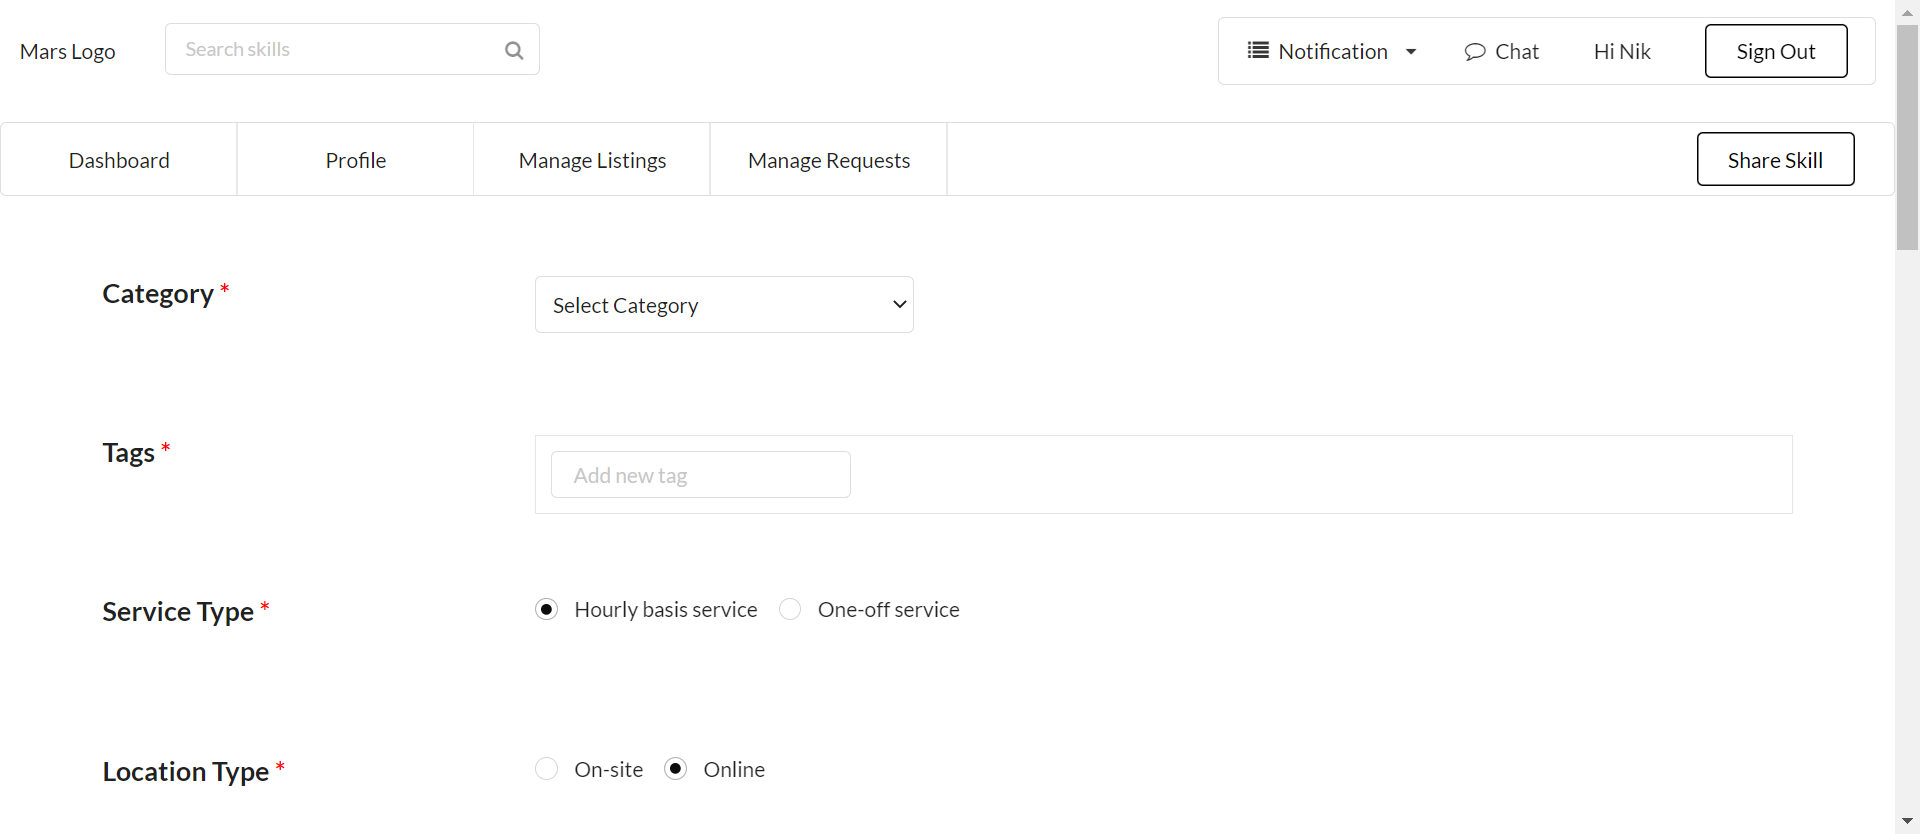 Mars Logo
Search skills
Notification
Chat
Hi Nik
Sign Out
Dashboard
Profile
Manage Listings
Manage Requests
Share Skill
Category *
Select Category
Tags *
Add new tag
Service Type *
Hourly basis service
One-off service
Location Type *
On-site
Online